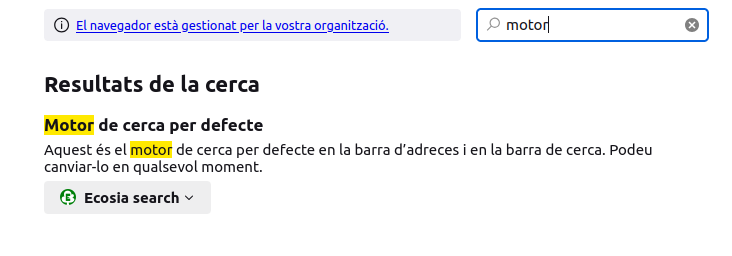 El navegador està gestionat per la vostra organització.
motor
Resultats de la cerca
Motor de cerca per defecte
Aquest és el motor de cerca per defecte en la barra d’adreces i en la barra de cerca. Podeu
canviar-lo en qualsevol moment.
Ecosia search